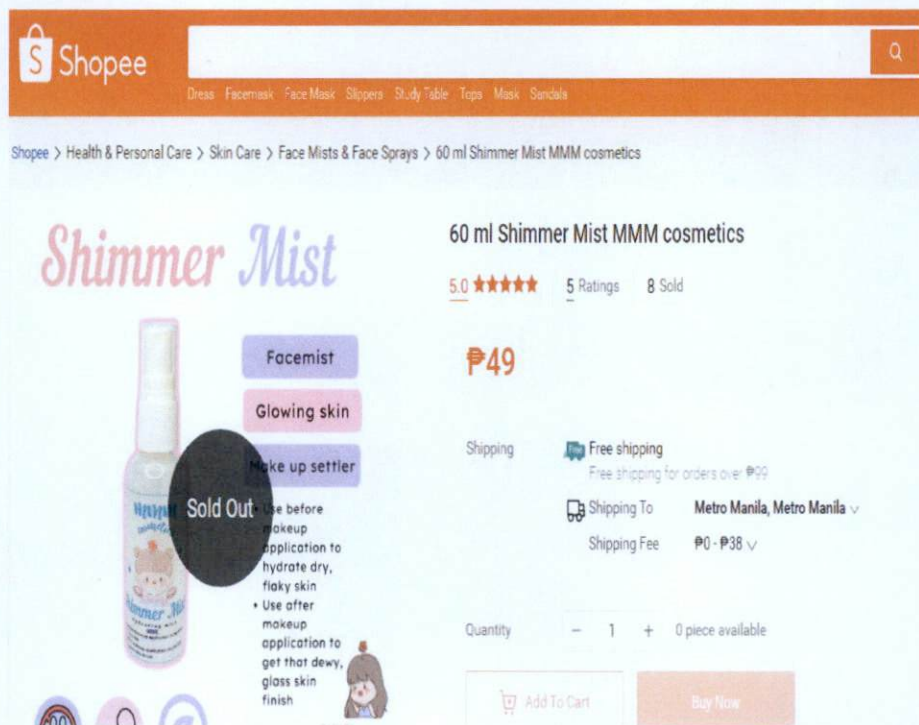 Shopee
Dress Facemask Face Mask Slippers Study Table Tops Mask Sandals
Shopee > Health & Personal Care > Skin Care > Face Mists & Face Sprays > 60 ml Shimmer Mist MMM cosmetics
Shimmer Mist
Facemist
Glowing skin
Make up settler
Sold Out
• Use before
makeup
application to
hydrate dry,
flaky skin
• Use after
makeup
application to
get that dewy,
glass skin
finish
Shimmer Mist
60 ml Shimmer Mist MMM cosmetics
5.0 ★★★★★ 5 Ratings 8 Sold
₱49
Shipping
Free shipping
Free shipping for orders over ₱99
Shipping To Metro Manila, Metro Manila
Shipping Fee ₱0 - ₱38
Quantity − 1 + 0 piece available
Add To Cart
Buy Now